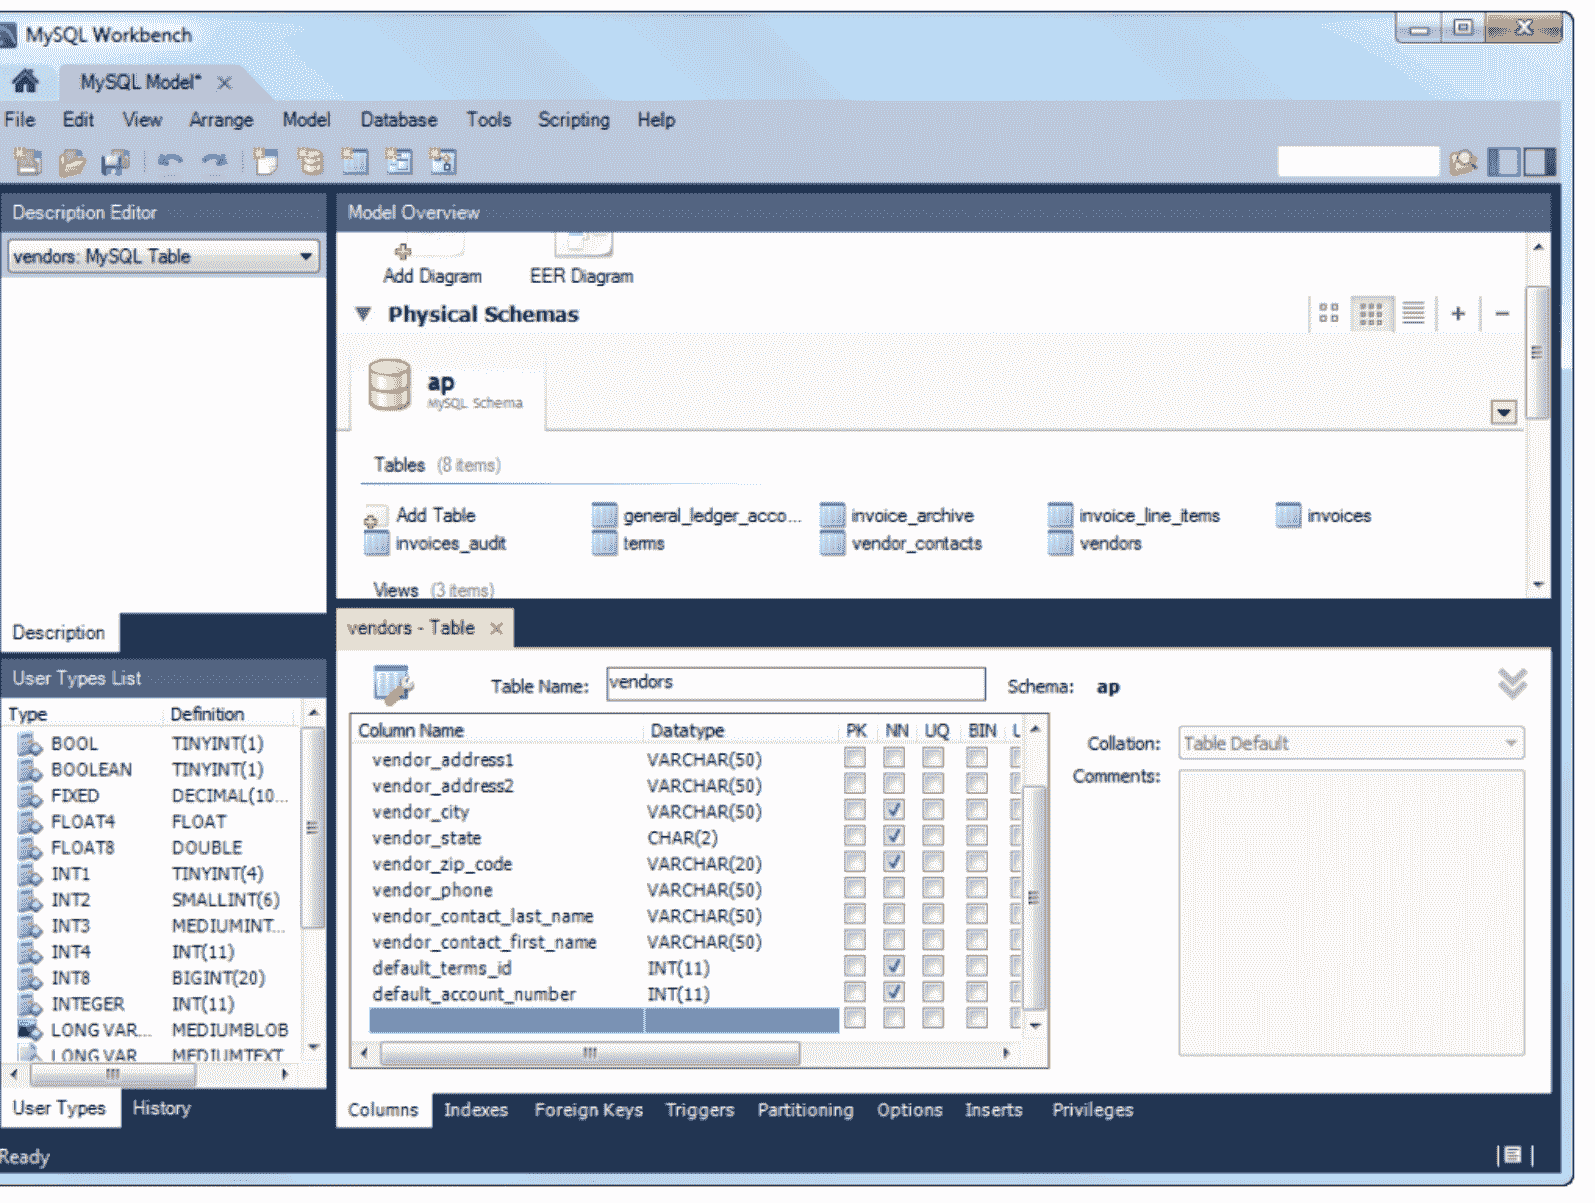 MySQL Workbench
MySQL Model*
File Edit View Arrange Model Database Tools Scripting Help
Description Editor
vendors: MySQL Table
Description
User Types List
Type Definition
BOOL TINYINT(1)
BOOLEAN TINYINT(1)
FIXED DECIMAL(10...
FLOAT4 FLOAT
FLOAT8 DOUBLE
INT1 TINYINT(4)
INT2 SMALLINT(6)
INT3 MEDIUMINT...
INT4 INT(11)
INT8 BIGINT(20)
INTEGER INT(11)
LONG VAR... MEDIUMBLOB
LONG VAR MEDIUMTEXT
User Types History
Model Overview
Add Diagram EER Diagram
Physical Schemas
ap
MySQL Schema
Tables (8 items)
Add Table general_ledger_acco... invoice_archive invoice_line_items invoices
invoices_audit terms vendor_contacts vendors
Views (3 items)
vendors - Table
Table Name: vendors Schema: ap
Column Name Datatype PK NN UQ BIN
vendor_address1 VARCHAR(50)
vendor_address2 VARCHAR(50)
vendor_city VARCHAR(50)
vendor_state CHAR(2)
vendor_zip_code VARCHAR(20)
vendor_phone VARCHAR(50)
vendor_contact_last_name VARCHAR(50)
vendor_contact_first_name VARCHAR(50)
default_terms_id INT(11)
default_account_number INT(11)
Collation: Table Default
Comments:
Columns Indexes Foreign Keys Triggers Partitioning Options Inserts Privileges
Ready